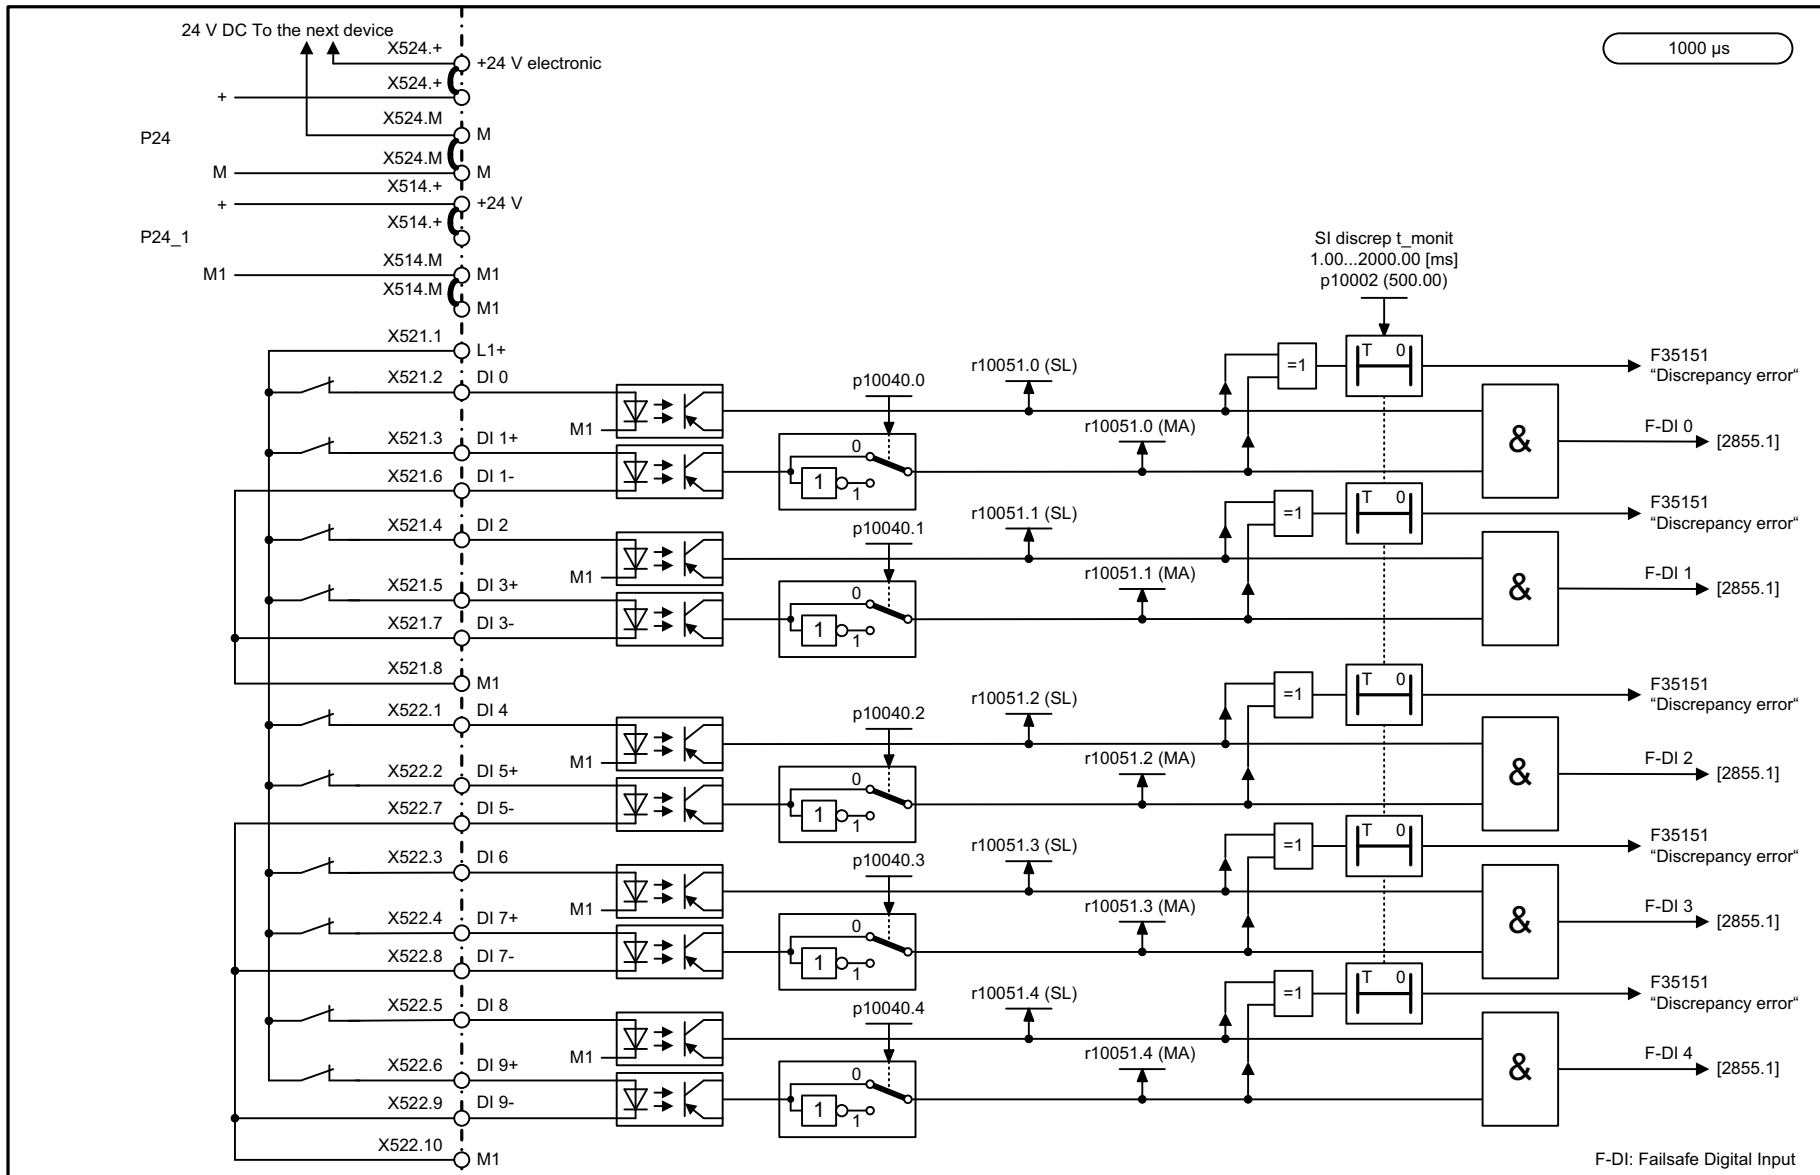 24 V DC To the next device
1000 µs
X524.+
+24 V electronic
X524.+
+
X524.M
M
P24
X524.M
M
M
X514.+
+
+24 V
X514.+
P24_1
X514.M
M1
M1
X514.M
M1
SI discrep t_monit
1.00...2000.00 [ms]
p10002 (500.00)
X521.1
L1+
X521.2
DI 0
M1
X521.3
DI 1+
X521.6
DI 1-
p10040.0
0
1
1
r10051.0 (SL)
r10051.0 (MA)
=1
T 0
F35151
“Discrepancy error“
&
F-DI 0
[2855.1]
X521.4
DI 2
M1
X521.5
DI 3+
X521.7
DI 3-
X521.8
M1
p10040.1
0
1
1
r10051.1 (SL)
r10051.1 (MA)
=1
T 0
F35151
“Discrepancy error“
&
F-DI 1
[2855.1]
X522.1
DI 4
M1
X522.2
DI 5+
X522.7
DI 5-
p10040.2
0
1
1
r10051.2 (SL)
r10051.2 (MA)
=1
T 0
F35151
“Discrepancy error“
&
F-DI 2
[2855.1]
X522.3
DI 6
M1
X522.4
DI 7+
X522.8
DI 7-
p10040.3
0
1
1
r10051.3 (SL)
r10051.3 (MA)
=1
T 0
F35151
“Discrepancy error“
&
F-DI 3
[2855.1]
X522.5
DI 8
M1
X522.6
DI 9+
X522.9
DI 9-
X522.10
M1
p10040.4
0
1
1
r10051.4 (SL)
r10051.4 (MA)
=1
T 0
F35151
“Discrepancy error“
&
F-DI 4
[2855.1]
F-DI: Failsafe Digital Input